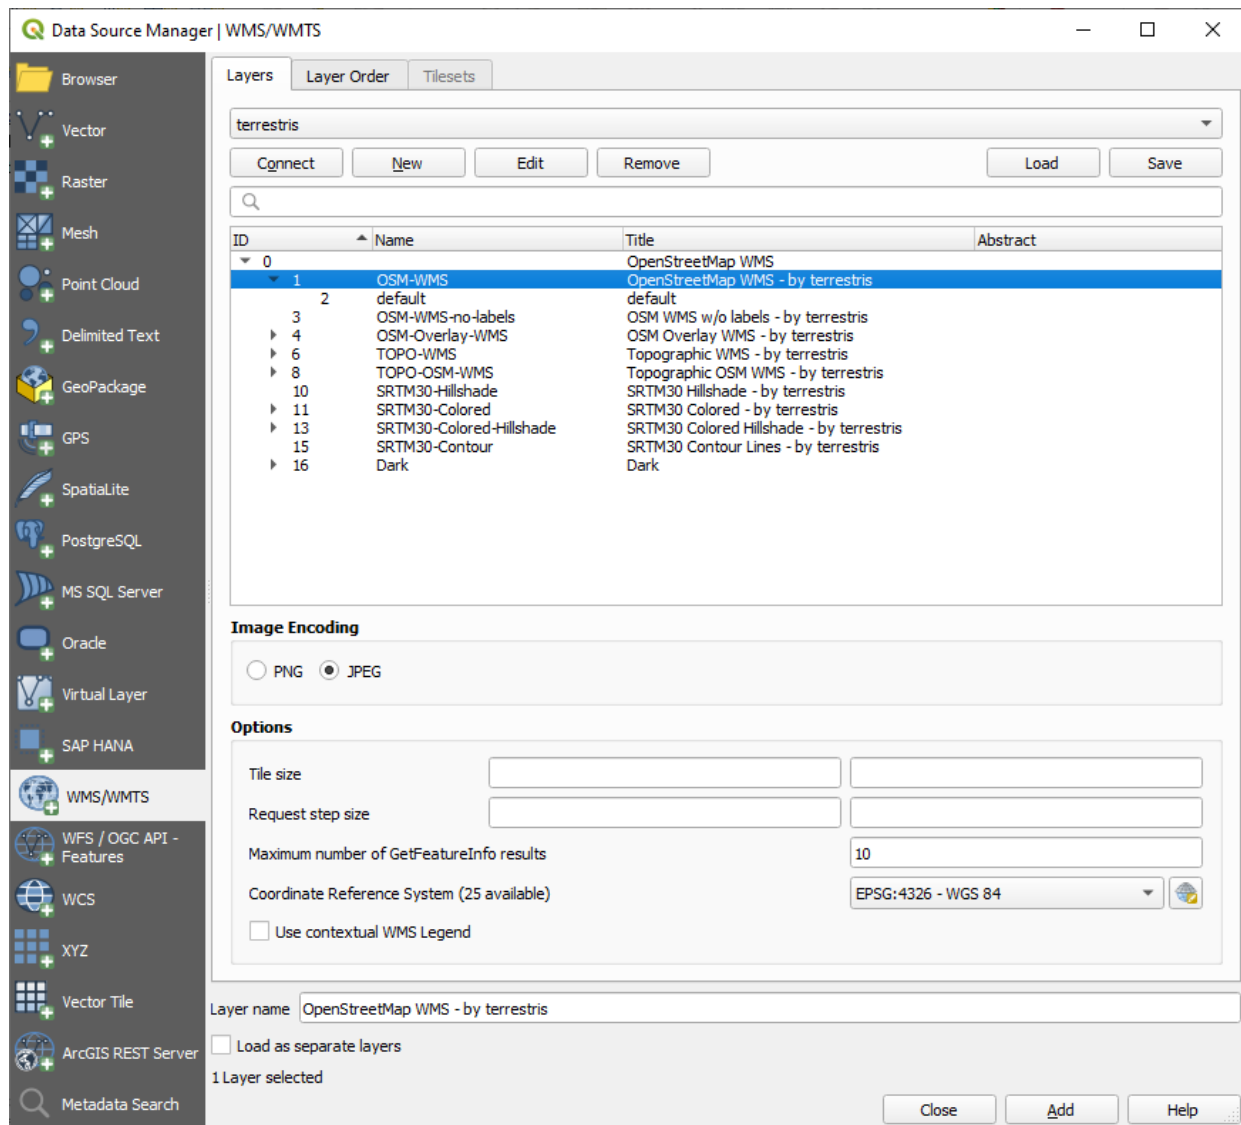 Data Source Manager | WMS/WMTS
Browser
Vector
Raster
Mesh
Point Cloud
Delimited Text
GeoPackage
GPS
SpatiaLite
PostgreSQL
MS SQL Server
Oracle
Virtual Layer
SAP HANA
WMS/WMTS
WFS / OGC API -
Features
WCS
XYZ
Vector Tile
ArcGIS REST Server
Metadata Search
Layers Layer Order Tilesets
terrestris
Connect New Edit Remove Load Save
ID Name Title Abstract
0 OpenStreetMap WMS
1 OSM-WMS OpenStreetMap WMS - by terrestris
2 default default
3 OSM-WMS-no-labels OSM WMS w/o labels - by terrestris
4 OSM-Overlay-WMS OSM Overlay WMS - by terrestris
6 TOPO-WMS Topographic WMS - by terrestris
8 TOPO-OSM-WMS Topographic OSM WMS - by terrestris
10 SRTM30-Hillshade SRTM30 Hillshade - by terrestris
11 SRTM30-Colored SRTM30 Colored - by terrestris
13 SRTM30-Colored-Hillshade SRTM30 Colored Hillshade - by terrestris
15 SRTM30-Contour SRTM30 Contour Lines - by terrestris
16 Dark Dark
Image Encoding
PNG JPEG
Options
Tile size
Request step size
Maximum number of GetFeatureInfo results 10
Coordinate Reference System (25 available) EPSG:4326 - WGS 84
Use contextual WMS Legend
Layer name OpenStreetMap WMS - by terrestris
Load as separate layers
1 Layer selected
Close Add Help